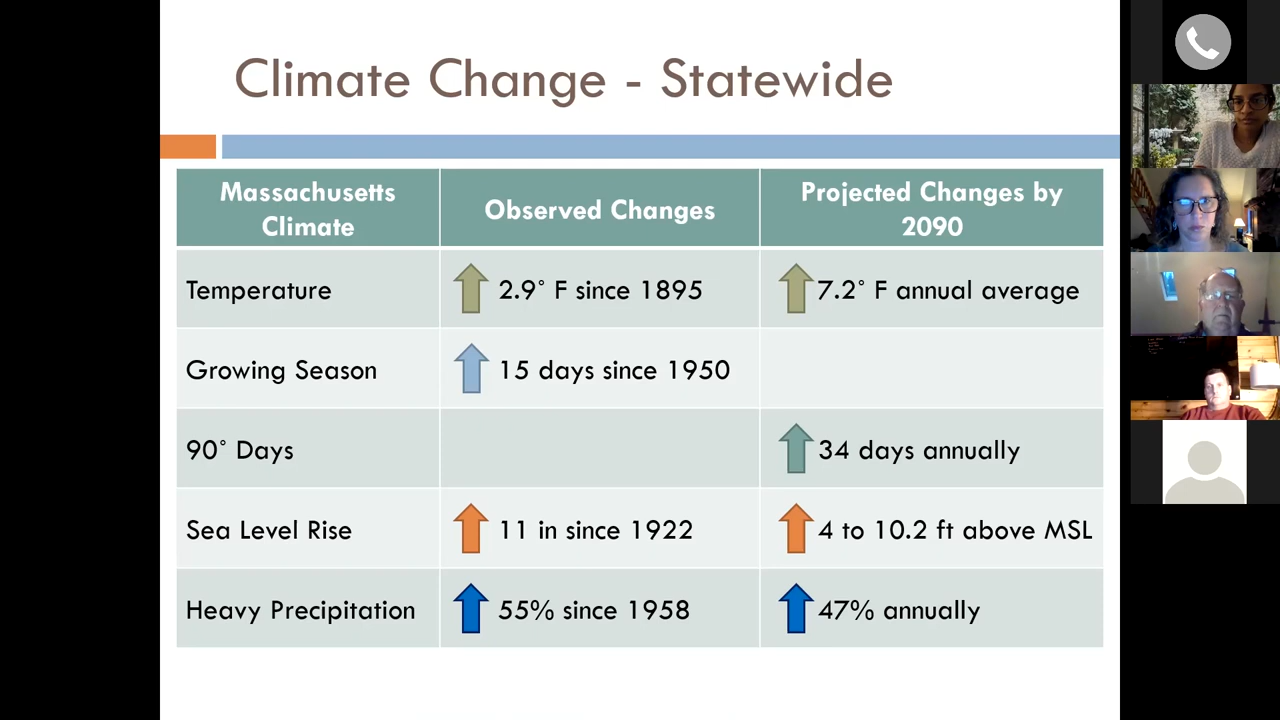 Climate Change - Statewide
Massachusetts
Climate
Observed Changes
Projected Changes by
2090
Temperature
2.9° F since 1895
7.2° F annual average
Growing Season
15 days since 1950
90° Days
34 days annually
Sea Level Rise
11 in since 1922
4 to 10.2 ft above MSL
Heavy Precipitation
55% since 1958
47% annually